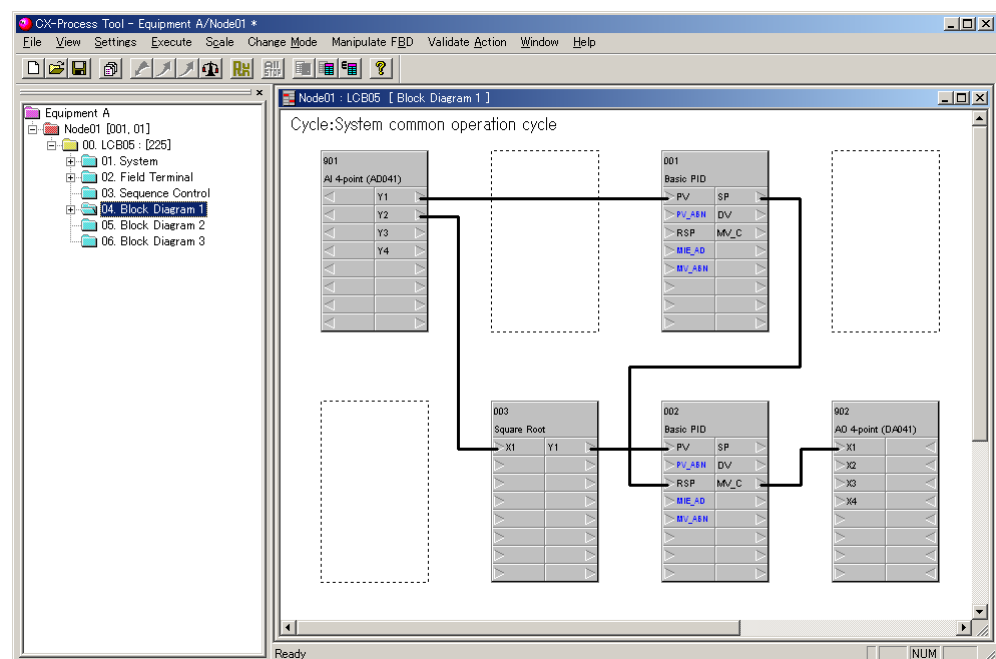 CX-Process Tool - Equipment A/Node01 *
File View Settings Execute Scale Change Mode Manipulate FBD Validate Action Window Help
Equipment A
Node01 [001, 01]
00. LCB05 : [225]
01. System
02. Field Terminal
03. Sequence Control
04. Block Diagram 1
05. Block Diagram 2
06. Block Diagram 3
Node01 : LCB05 [ Block Diagram 1 ]
Cycle:System common operation cycle
901
AI 4-point (AD041)
Y1
Y2
Y3
Y4
001
Basic PID
PV SP
PV_ABN DV
RSP MV_C
MIE_AD
MV_ABN
003
Square Root
X1 Y1
002
Basic PID
PV SP
PV_ABN DV
RSP MV_C
MIE_AD
MV_ABN
902
AO 4-point (DA041)
X1
X2
X3
X4
Ready
NUM